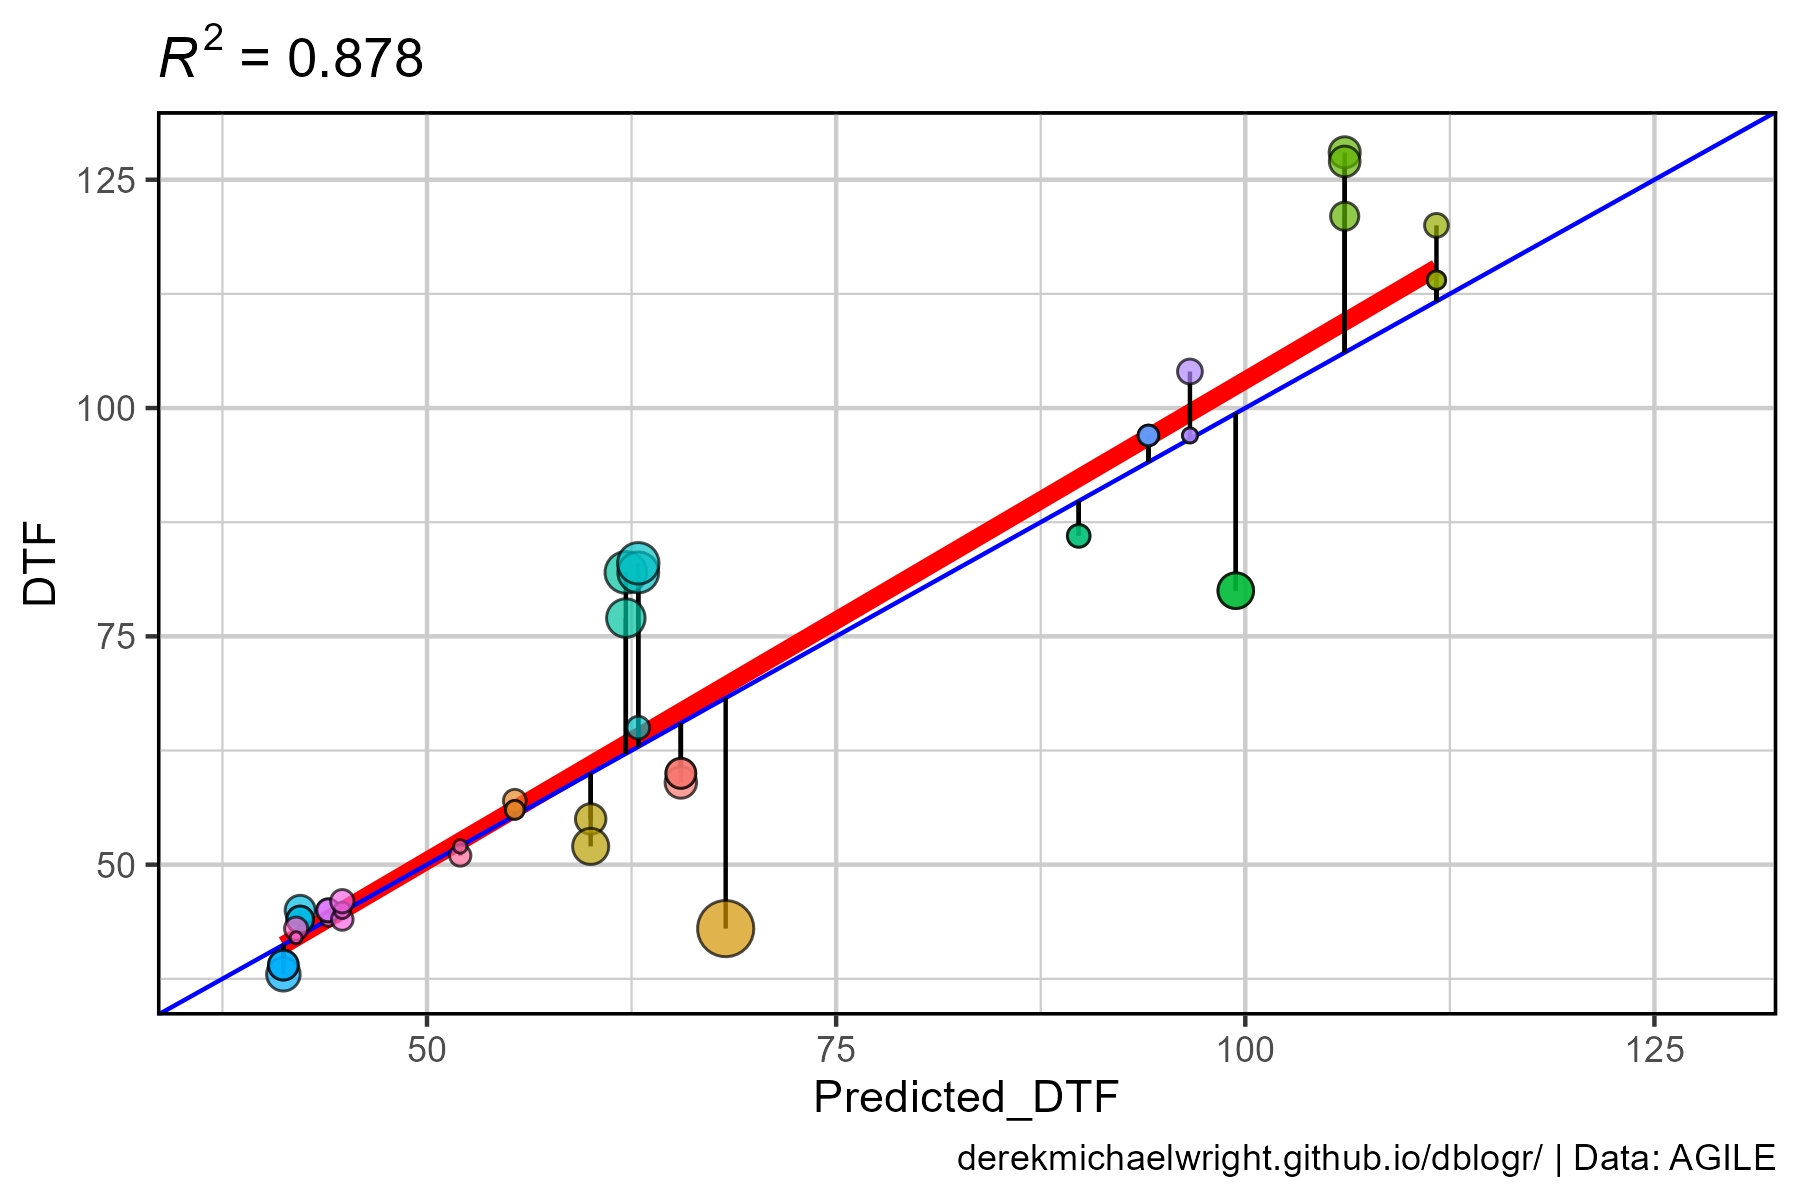 R² = 0.878
125
100
75
50
DTF
50 75 100 125
Predicted_DTF
derekmichaelwright.github.io/dblogr/ | Data: AGILE